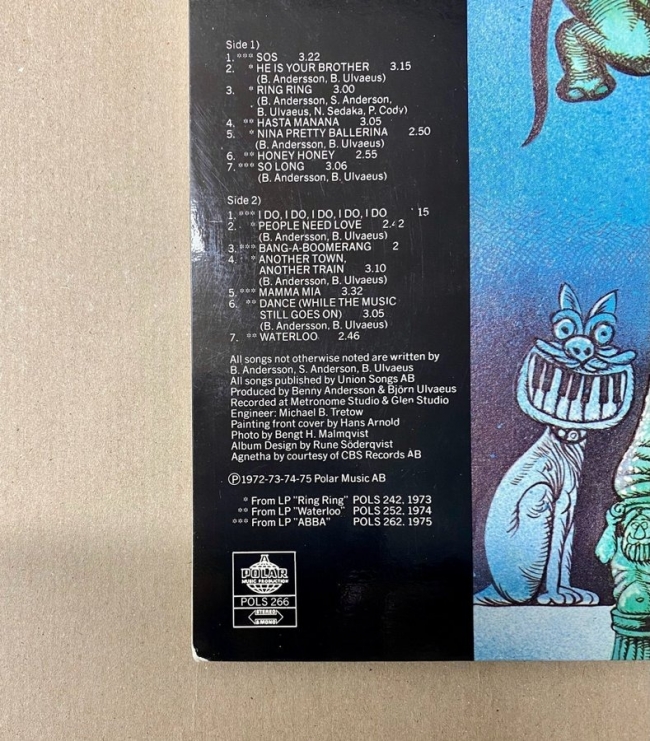 Side 1)
1. *** SOS 3.22
2. * HE IS YOUR BROTHER 3.15
(B. Andersson, B. Ulvaeus)
3. * RING RING 3.00
(B. Andersson, S. Anderson,
B. Ulvaeus, N. Sedaka, P. Cody)
4. ** HASTA MANANA 3.05
5. * NINA PRETTY BALLERINA 2.50
(B. Andersson, B. Ulvaeus)
6. ** HONEY HONEY 2.55
7. *** SO LONG 3.06
(B. Andersson, B. Ulvaeus)
Side 2)
1. *** I DO, I DO, I DO, I DO, I DO 15
2. * PEOPLE NEED LOVE 2.42
(B. Andersson, B. Ulvaeus)
3. *** BANG-A-BOOMERANG 2
4. * ANOTHER TOWN,
ANOTHER TRAIN 3.10
(B. Andersson, B. Ulvaeus)
5. *** MAMMA MIA 3.32
6. ** DANCE (WHILE THE MUSIC
STILL GOES ON) 3.05
(B. Andersson, B. Ulvaeus)
7. ** WATERLOO 2.46
All songs not otherwise noted are written by
B. Andersson, S. Anderson, B. Ulvaeus
All songs published by Union Songs AB
Produced by Benny Andersson & Björn Ulvaeus
Recorded at Metronome Studio & Glen Studio
Engineer: Michael B. Tretow
Painting front cover by Hans Arnold
Photo by Bengt H. Malmqvist
Album Design by Rune Söderqvist
Agnetha by courtesy of CBS Records AB
Ⓟ 1972-73-74-75 Polar Music AB
* From LP "Ring Ring" POLS 242. 1973
** From LP "Waterloo" POLS 252. 1974
*** From LP "ABBA" POLS 262. 1975
POLAR
MUSIC PRODUCTION
POLS 266
STEREO
& MONO